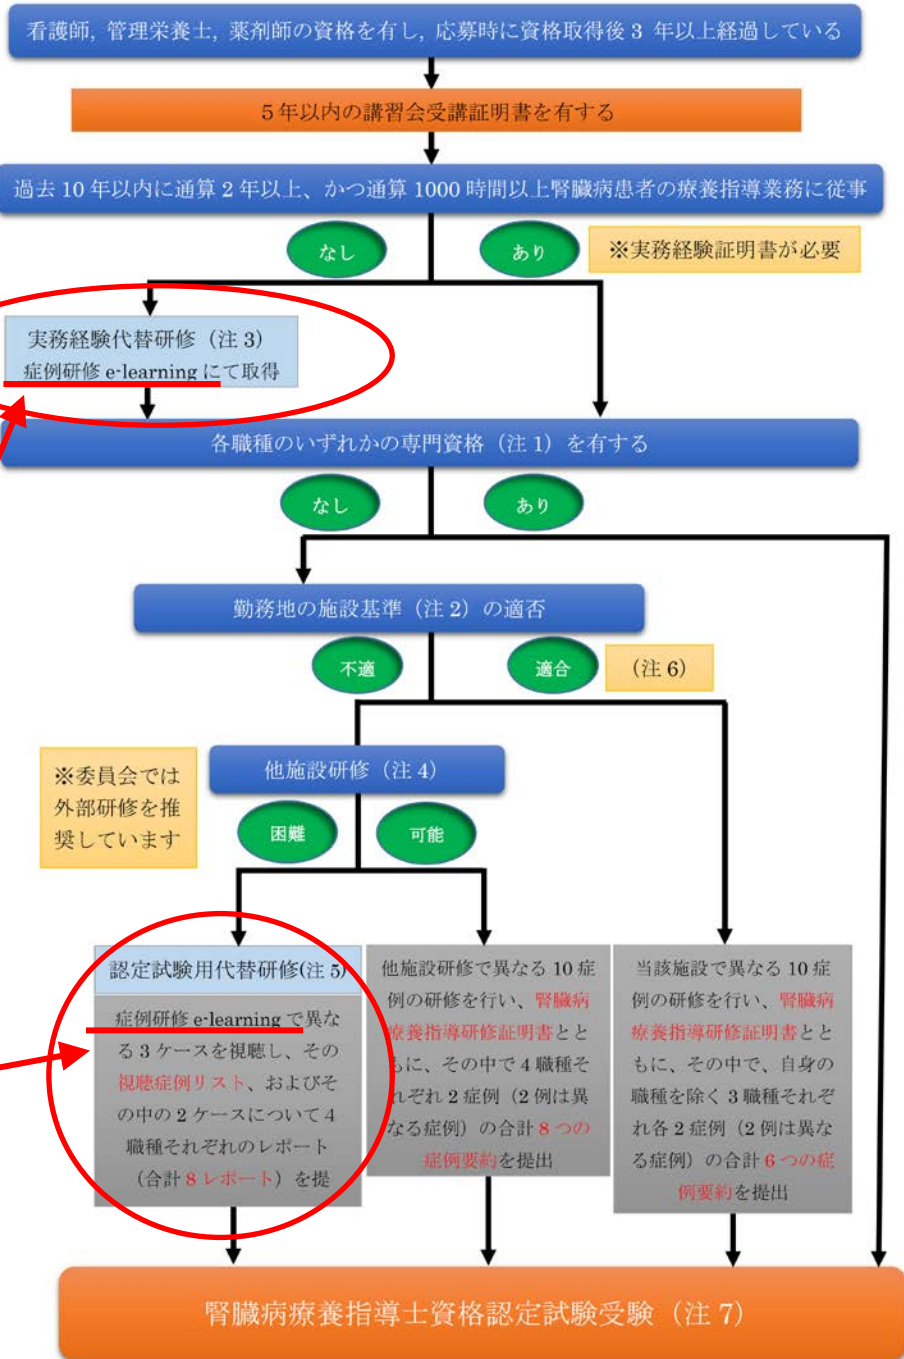 看護師, 管理栄養士, 薬剤師の資格を有し, 応募時に資格取得後 3 年以上経過している
５年以内の講習会受講証明書を有する
過去 10 年以内に通算 2 年以上、かつ通算 1000 時間以上腎臓病患者の療養指導業務に従事
なし
あり
※実務経験証明書が必要
実務経験代替研修（注 3）
症例研修 e-learning にて取得
各職種のいずれかの専門資格（注 1）を有する
なし
あり
勤務地の施設基準（注 2）の適否
不適
適合
（注 6）
※委員会では
外部研修を推
奨しています
他施設研修（注 4）
困難
可能
認定試験用代替研修(注 5)
症例研修 e-learning で異な
る 3 ケースを視聴し、その
視聴症例リスト、およびそ
の中の 2 ケースについて 4
職種それぞれのレポート
（合計 8 レポート）を提
他施設研修で異なる 10 症
例の研修を行い、腎臓病
療養指導研修証明書とと
もに、その中で 4 職種そ
れぞれ 2 症例（2 例は異
なる症例）の合計 8 つの
症例要約を提出
当該施設で異なる 10 症
例の研修を行い、腎臓病
療養指導研修証明書とと
もに、その中で、自身の
職種を除く 3 職種それぞ
れ各 2 症例（2 例は異な
る症例）の合計 6 つの症
例要約を提出
腎臓病療養指導士資格認定試験受験（注 7）